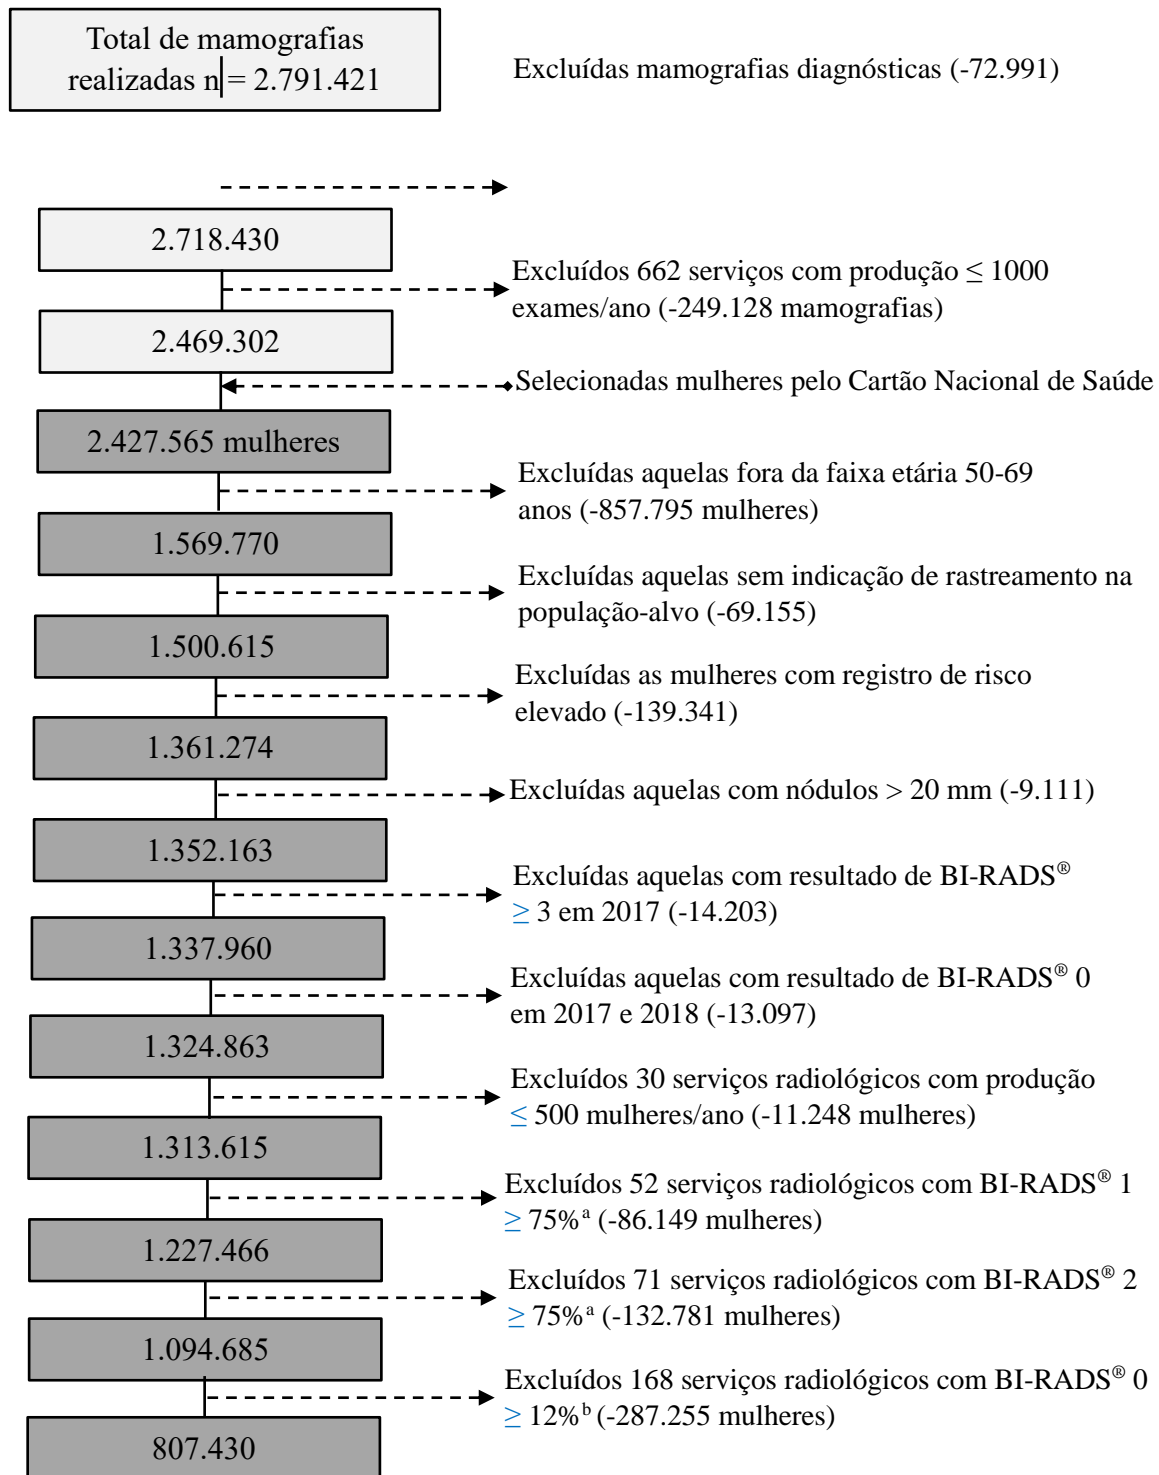 Total de mamografias
realizadas n = 2.791.421
Excluídas mamografias diagnósticas (-72.991)
2.718.430
Excluídos 662 serviços com produção ≤ 1000
exames/ano (-249.128 mamografias)
2.469.302
Selecionadas mulheres pelo Cartão Nacional de Saúde
2.427.565 mulheres
Excluídas aquelas fora da faixa etária 50-69
anos (-857.795 mulheres)
1.569.770
Excluídas aquelas sem indicação de rastreamento na
população-alvo (-69.155)
1.500.615
Excluídas as mulheres com registro de risco
elevado (-139.341)
1.361.274
Excluídas aquelas com nódulos > 20 mm (-9.111)
1.352.163
Excluídas aquelas com resultado de BI-RADS®
≥ 3 em 2017 (-14.203)
1.337.960
Excluídas aquelas com resultado de BI-RADS® 0
em 2017 e 2018 (-13.097)
1.324.863
Excluídos 30 serviços radiológicos com produção
≤ 500 mulheres/ano (-11.248 mulheres)
1.313.615
Excluídos 52 serviços radiológicos com BI-RADS® 1
≥ 75%ᵃ (-86.149 mulheres)
1.227.466
Excluídos 71 serviços radiológicos com BI-RADS® 2
≥ 75%ᵃ (-132.781 mulheres)
1.094.685
Excluídos 168 serviços radiológicos com BI-RADS® 0
≥ 12%ᵇ (-287.255 mulheres)
807.430